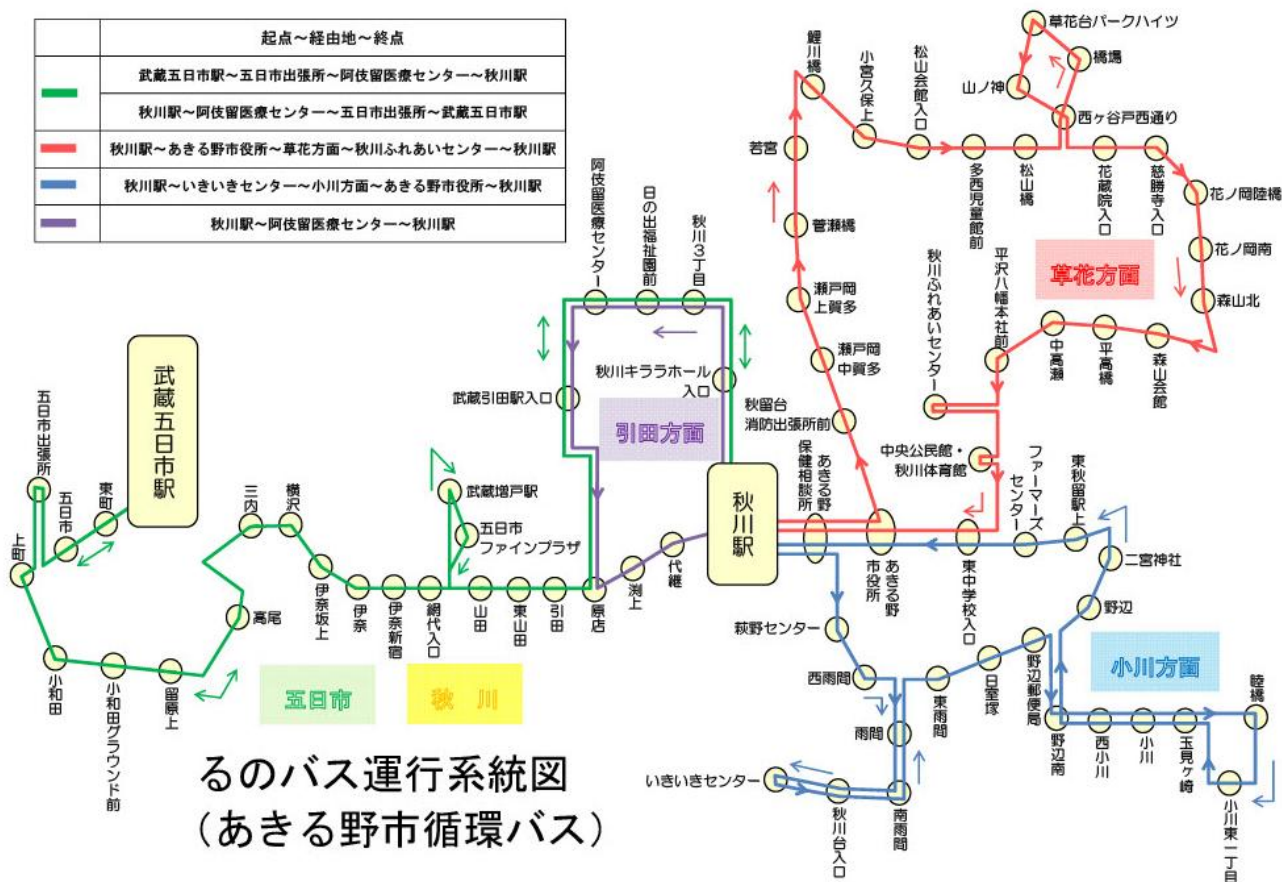 起点～経由地～終点
武蔵五日市駅～五日市出張所～阿伎留医療センター～秋川駅
秋川駅～阿伎留医療センター～五日市出張所～武蔵五日市駅
秋川駅～あきる野市役所～草花方面～秋川ふれあいセンター～秋川駅
秋川駅～いきいきセンター～小川方面～あきる野市役所～秋川駅
秋川駅～阿伎留医療センター～秋川駅
武蔵五日市駅
東町
五日市
五日市出張所
上町
小和田
小和田グラウンド前
留原上
高尾
三内
横沢
伊奈坂上
伊奈
伊奈新宿
網代入口
武蔵増戸駅
五日市
ファインプラザ
山田
東山田
引田
原店
渕上
代継
武蔵引田駅入口
阿伎留医療センター
日の出福祉園前
秋川3丁目
秋川キララホール
入口
引田方面
秋川駅
あきる野
保健相談所
あきる野
市役所
秋留台
消防出張所前
瀬戸岡
中賀多
瀬戸岡
上賀多
菅瀬橋
若宮
鯉川橋
小宮久保上
松山会館入口
多西児童館前
松山橋
西ヶ谷戸西通り
橋場
草花台パークハイツ
山ノ神
花蔵院入口
慈勝寺入口
花ノ岡陸橋
花ノ岡南
森山北
森山会館
平高橋
中高瀬
平沢八幡本社前
秋川ふれあいセンター
中央公民館・
秋川体育館
草花方面
東中学校入口
ファーマーズ
センター
東秋留駅上
二宮神社
野辺
小川方面
萩野センター
西雨間
雨間
南雨間
秋川台入口
いきいきセンター
東雨間
日室塚
野辺郵便局
野辺南
西小川
小川
玉見ヶ崎
睦橋
小川東一丁目
五日市
秋川
るのバス運行系統図
（あきる野市循環バス）